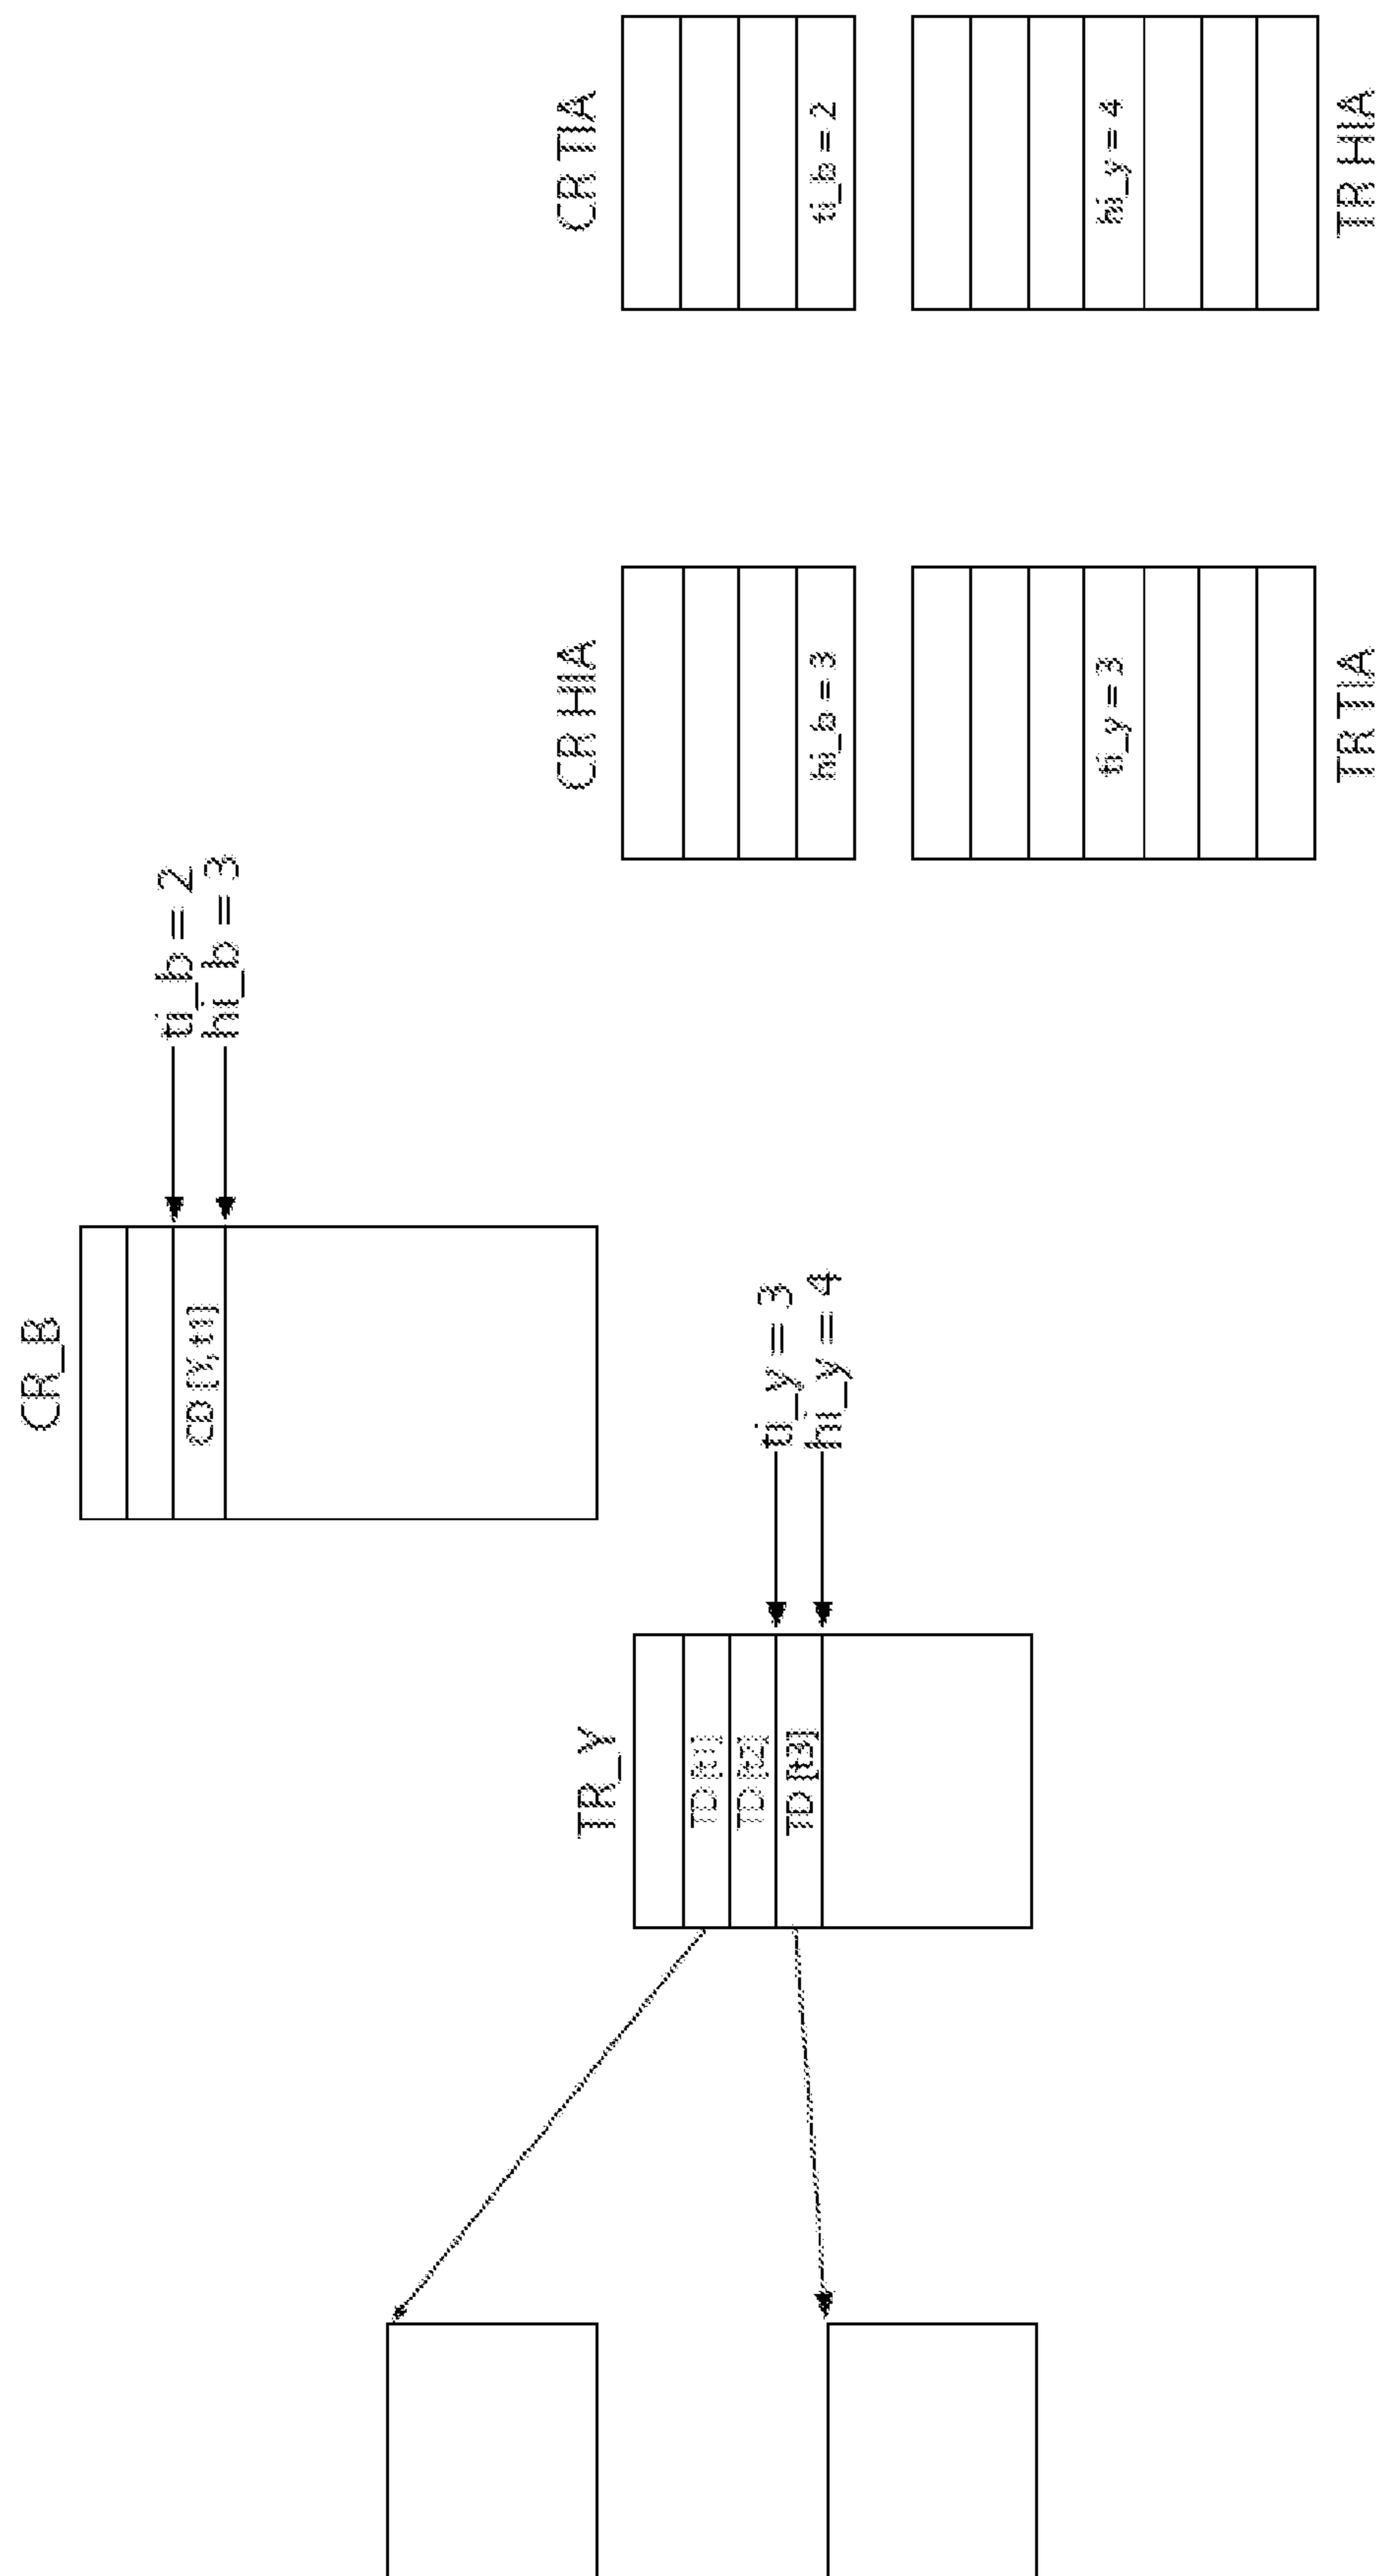 CR_B
CD [Y, t1]
ti_b = 2
hi_b = 3
TR_Y
TD [t1]
TD [t2]
TD [t3]
ti_y = 3
hi_y = 4
CR HIA
hi_b = 3
ti_y = 3
TR TIA
CR TIA
ti_b = 2
hi_y = 4
TR HIA